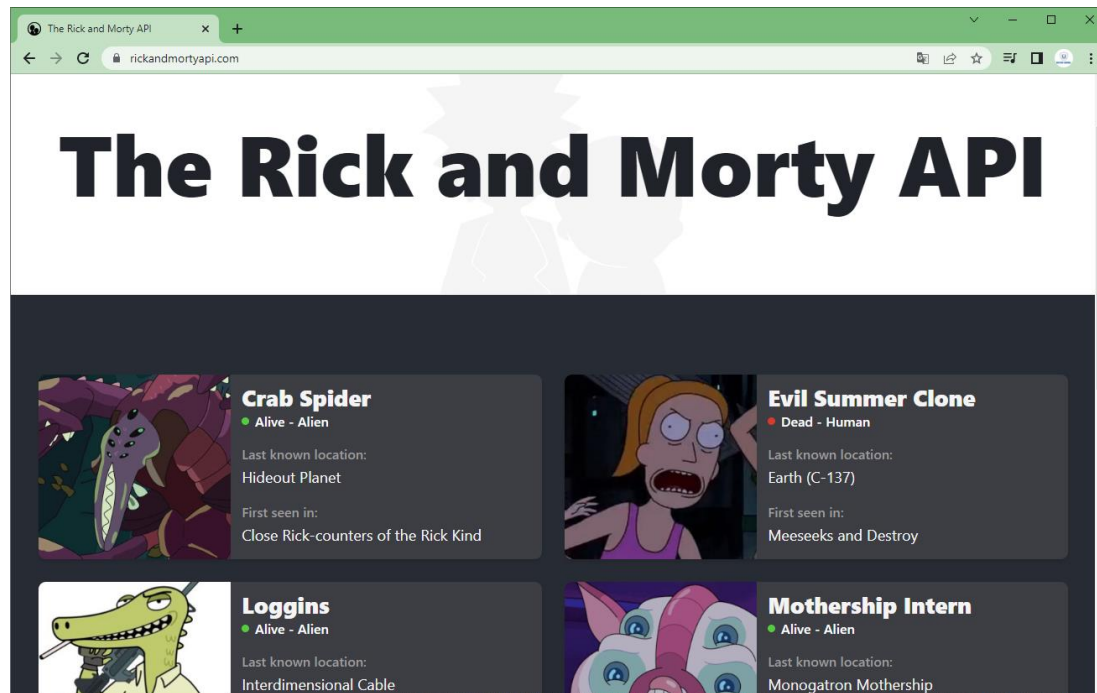 The Rick and Morty API
rickandmortyapi.com
The Rick and Morty API
Crab Spider
Alive - Alien
Last known location:
Hideout Planet
First seen in:
Close Rick-counters of the Rick Kind
Evil Summer Clone
Dead - Human
Last known location:
Earth (C-137)
First seen in:
Meeseeks and Destroy
Loggins
Alive - Alien
Last known location:
Interdimensional Cable
Mothership Intern
Alive - Alien
Last known location:
Monogatron Mothership